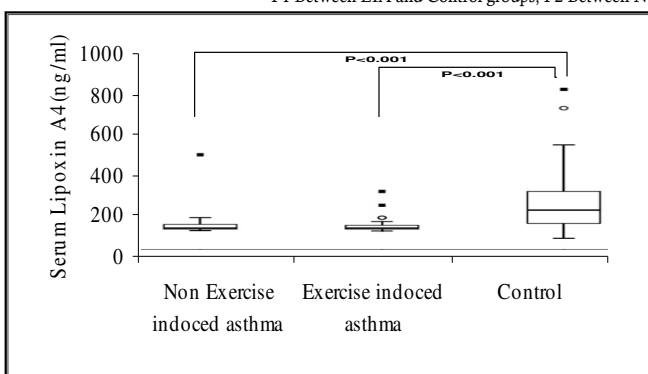 P1 Between EIA and Control groups, P2 Between N
Serum Lipoxin A4(ng/ml)
1000
800
600
400
200
0
P<0.001
P<0.001
Non Exercise
indoced asthma
Exercise indoced
asthma
Control